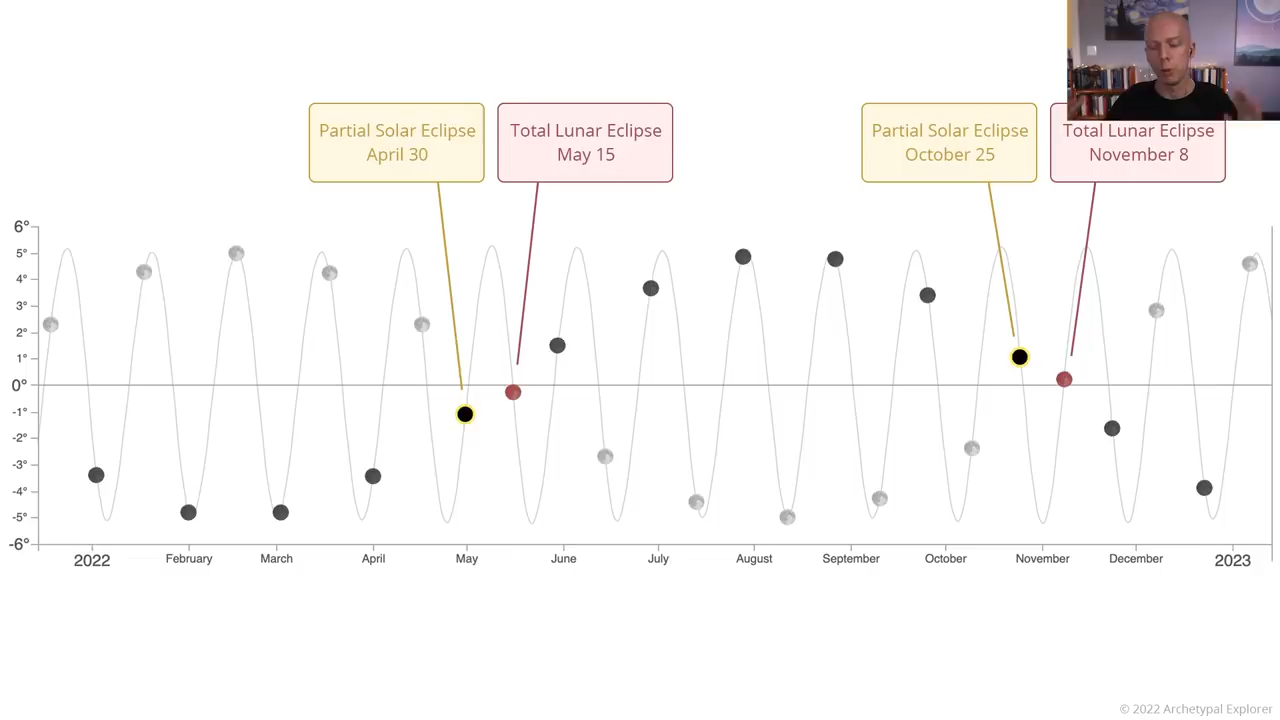 Partial Solar Eclipse
April 30
Total Lunar Eclipse
May 15
Partial Solar Eclipse
October 25
Total Lunar Eclipse
November 8
6°
5°
4°
3°
2°
1°
0°
-1°
-2°
-3°
-4°
-5°
-6°
2022 February March April May June July August September October November December 2023
© 2022 Archetypal Explorer